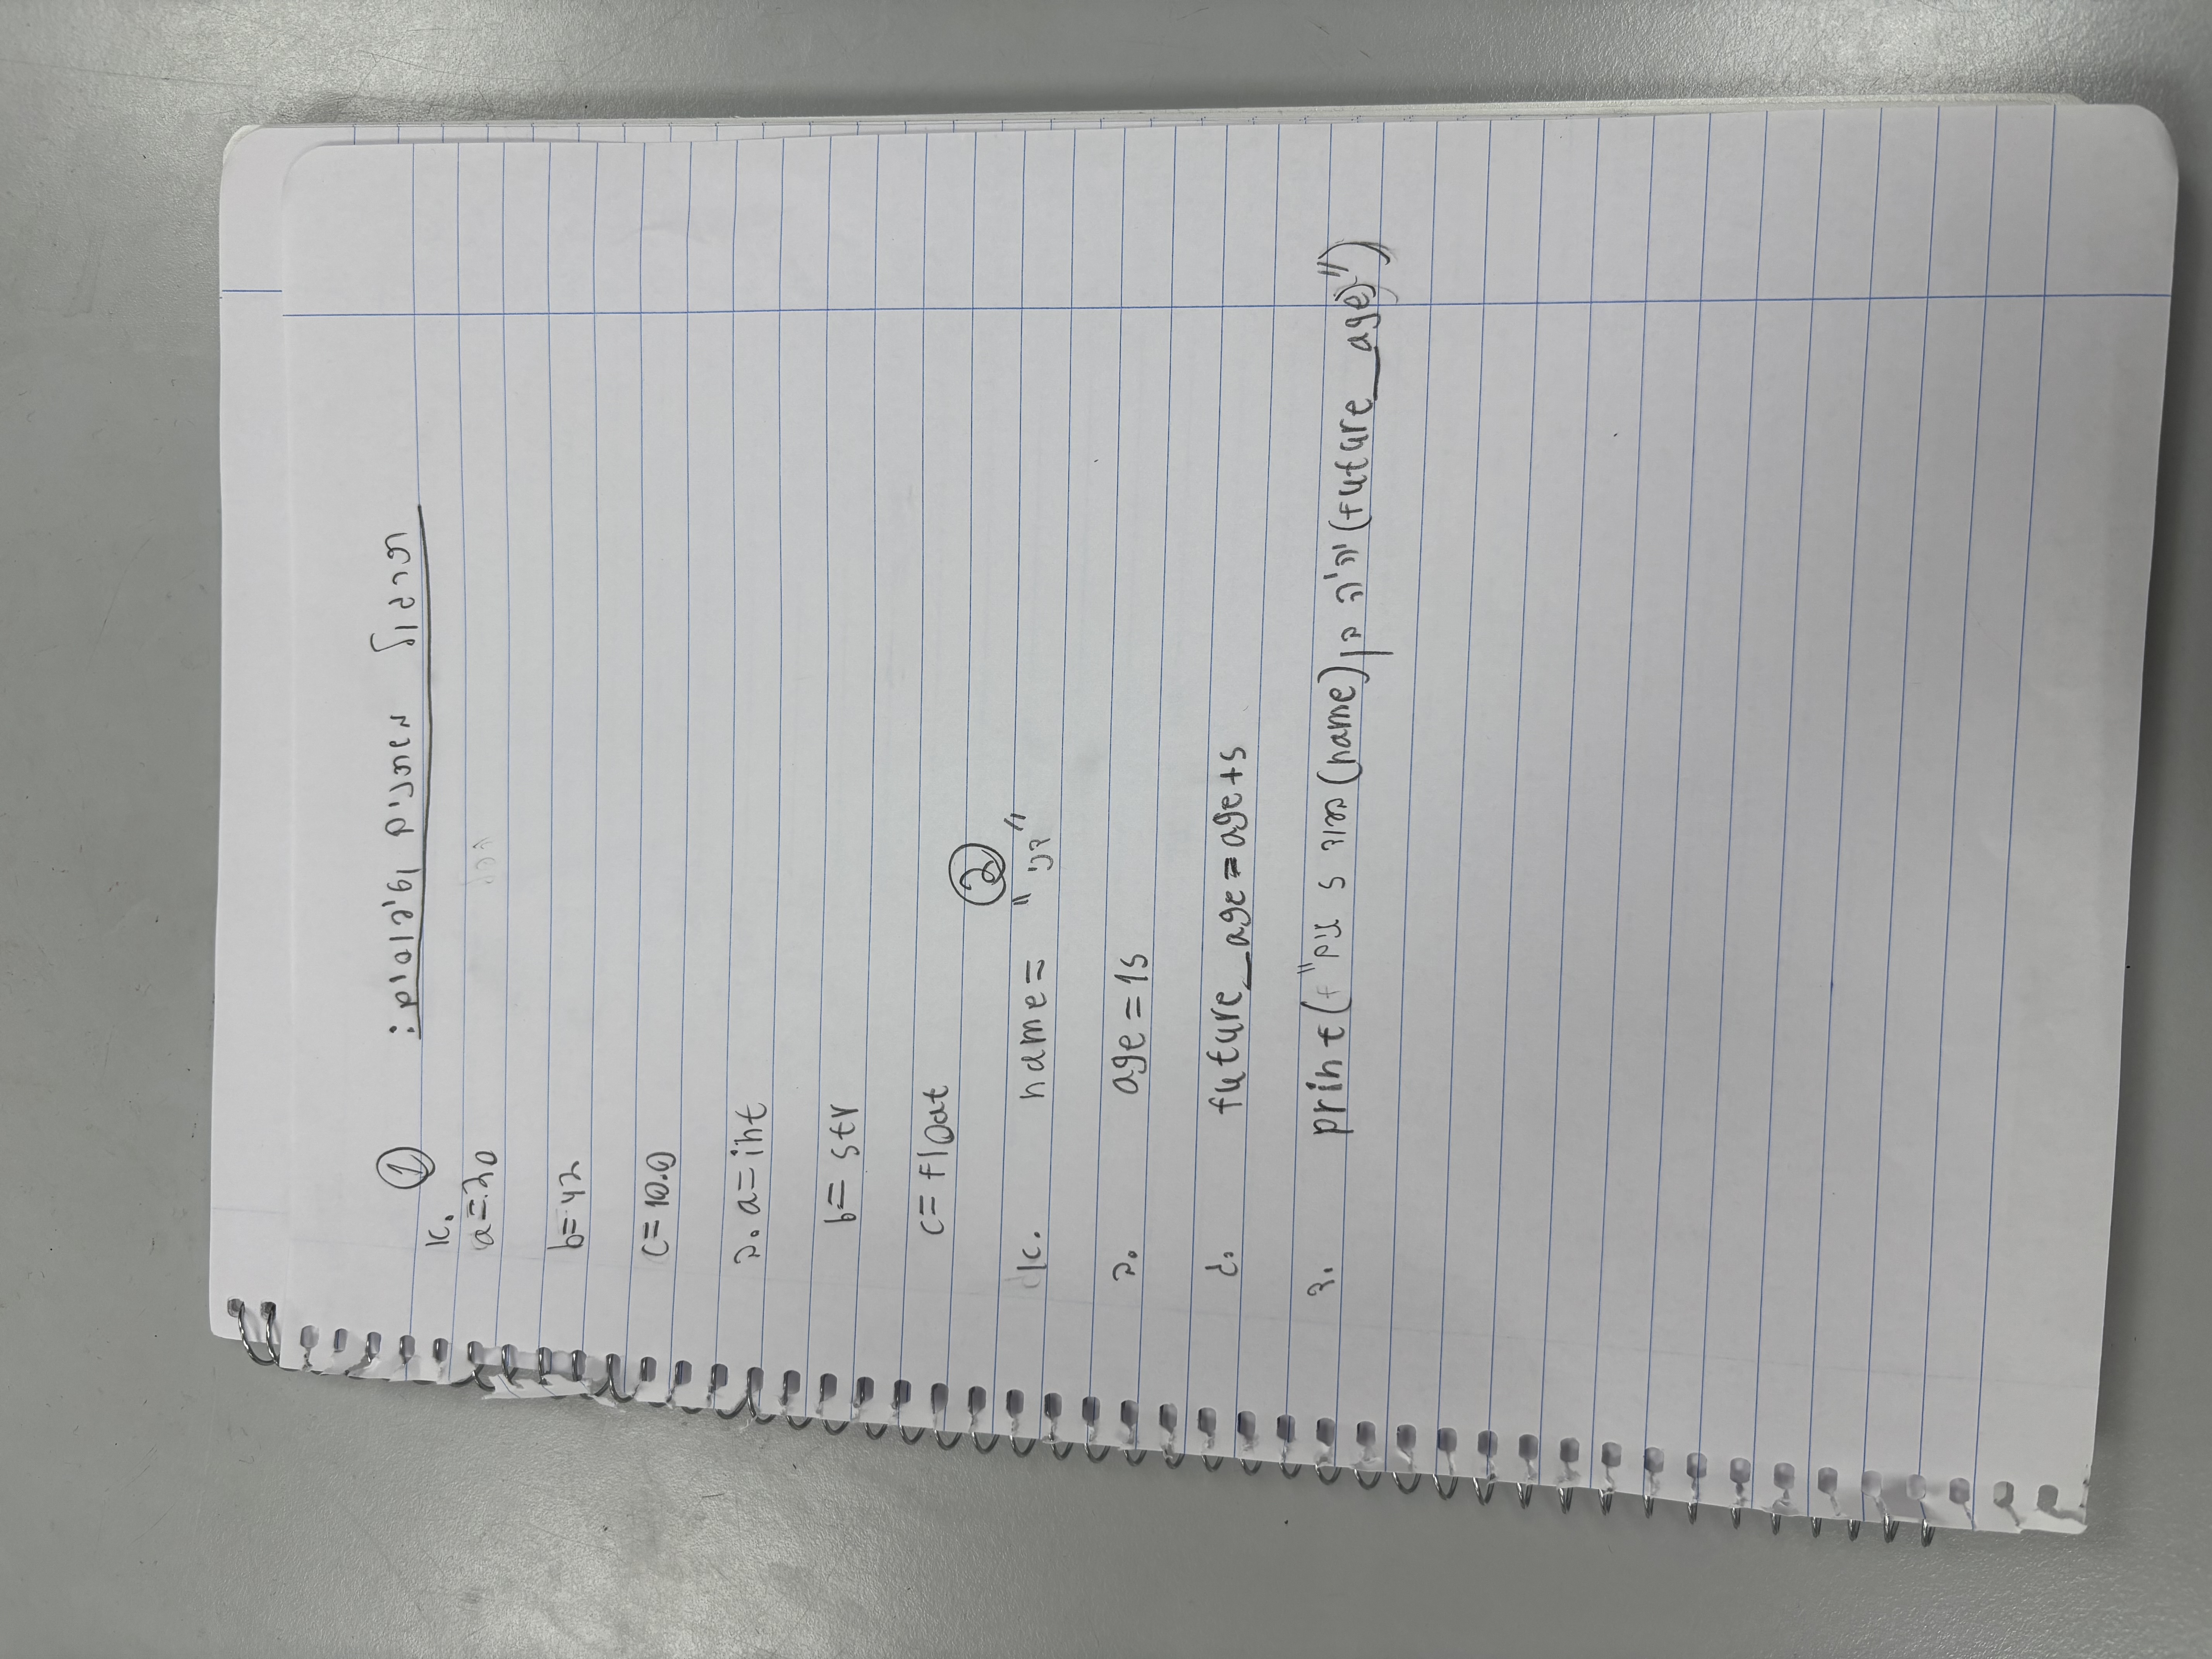 תרגול משתנים וטיפוסים:
①
א.
a=20
b=42
c=10.0
ב. a=int
b= str
c= float
②
א. name= "דני"
ב. age=15
ג. future_age=age+5
ד. print(f"בעוד 5 שנים (name) יהיה בן (future_age)")